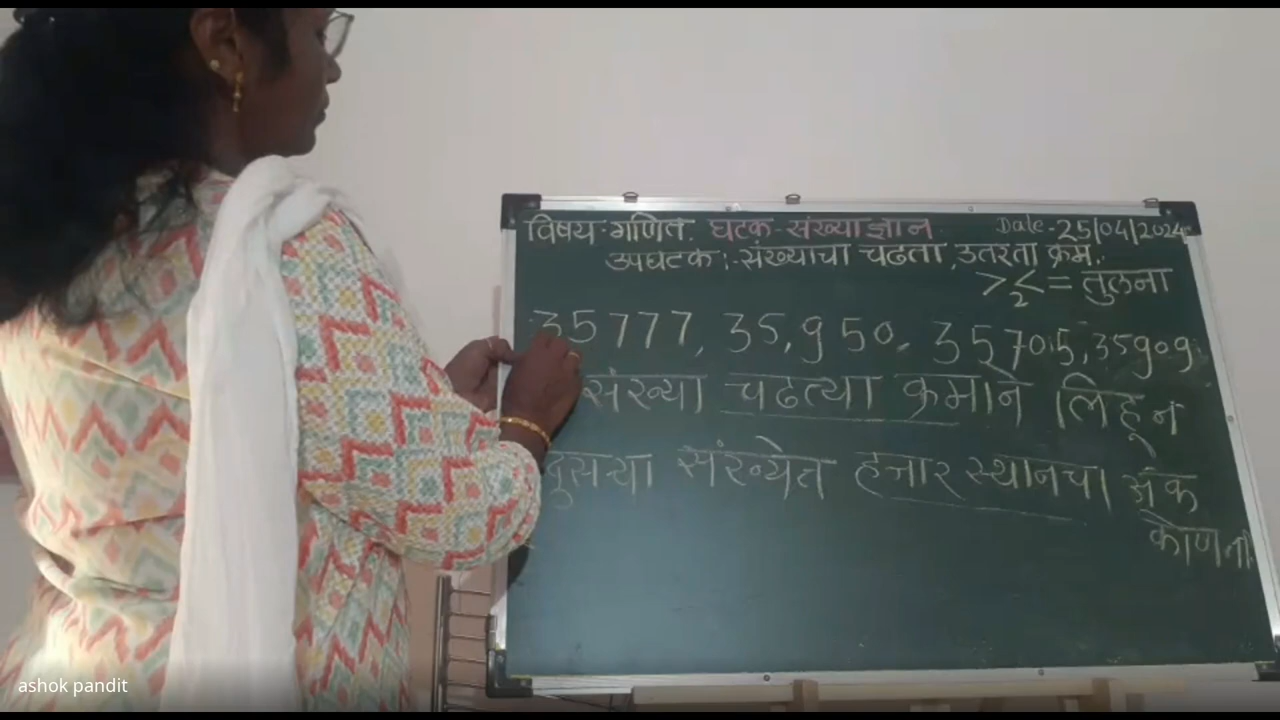 विषय-गणित. घटक-संख्याज्ञान Date-25/04/2024
उपघटक:-संख्याचा चढता, उतरता क्रम.
> < = तुलना
2
35777, 35,950, 35705, 35909
संख्या चढत्या क्रमाने लिहून
दुसऱ्या संख्येत हजार स्थानचा अंक
कोणता
ashok pandit